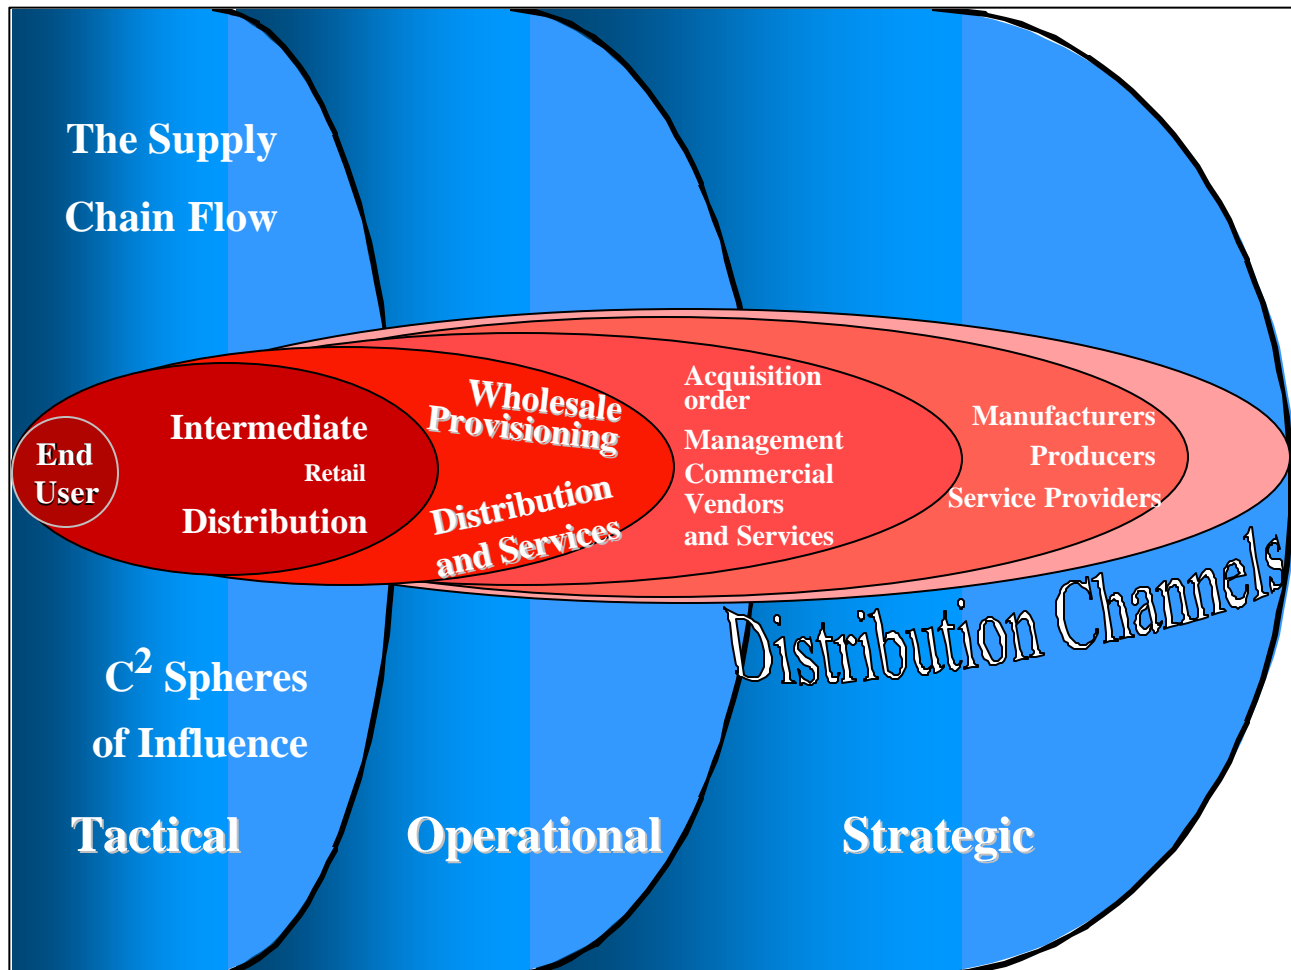 The Supply
Chain Flow
End
User
Intermediate
Retail
Distribution
Wholesale
Provisioning
Distribution
and Services
Acquisition
order
Management
Commercial
Vendors
and Services
Manufacturers
Producers
Service Providers
Distribution Channels
C² Spheres
of Influence
Tactical
Operational
Strategic